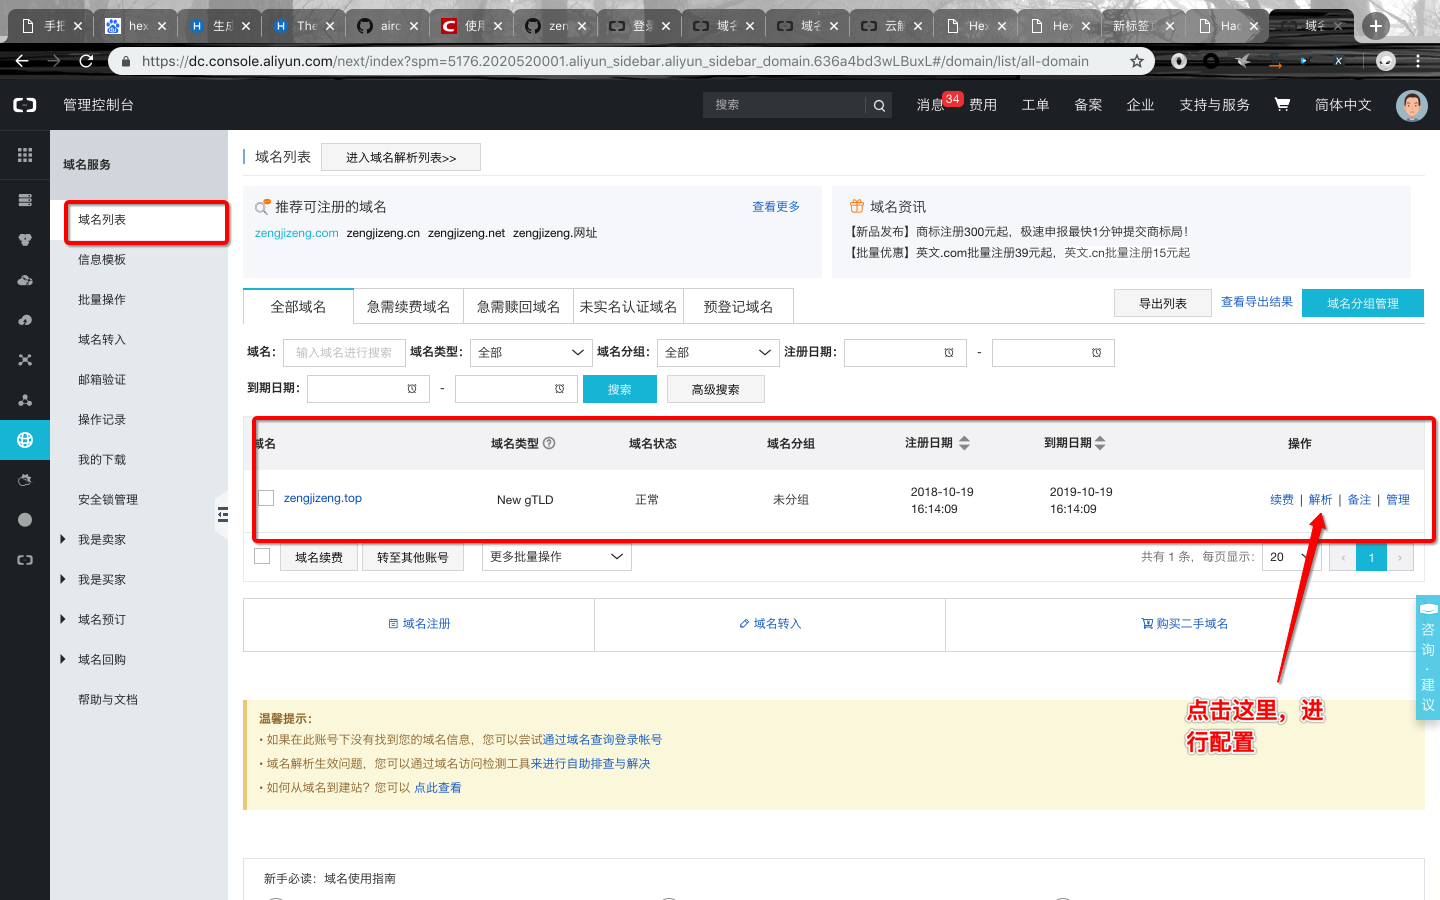 手把
hex
生成
The
airc
使用
zen
登录
域名
域名
云解
Hex
Hex
新标签页
Hac
域名
https://dc.console.aliyun.com/next/index?spm=5176.2020520001.aliyun_sidebar.aliyun_sidebar_domain.636a4bd3wLBuxL#/domain/list/all-domain
管理控制台
搜索
消息 34 费用 工单 备案 企业 支持与服务 简体中文
域名服务
域名列表
信息模板
批量操作
域名转入
邮箱验证
操作记录
我的下载
安全锁管理
我是卖家
我是买家
域名预订
域名回购
帮助与文档
域名列表 进入域名解析列表>>
推荐可注册的域名 查看更多
zengjizeng.com zengjizeng.cn zengjizeng.net zengjizeng.网址
域名资讯
【新品发布】商标注册300元起，极速申报最快1分钟提交商标局！
【批量优惠】英文.com批量注册39元起，英文.cn批量注册15元起
全部域名 急需续费域名 急需赎回域名 未实名认证域名 预登记域名 导出列表 查看导出结果 域名分组管理
域名： 输入域名进行搜索 域名类型： 全部 域名分组： 全部 注册日期： -
到期日期： - 搜索 高级搜索
域名 域名类型 ? 域名状态 域名分组 注册日期 到期日期 操作
zengjizeng.top New gTLD 正常 未分组 2018-10-19 16:14:09 2019-10-19 16:14:09 续费 | 解析 | 备注 | 管理
域名续费 转至其他账号 更多批量操作 共有 1 条，每页显示： 20 ‹ 1 ›
域名注册 域名转入 购买二手域名
咨询·建议
点击这里，进
行配置
温馨提示：
• 如果在此账号下没有找到您的域名信息，您可以尝试通过域名查询登录帐号
• 域名解析生效问题，您可以通过域名访问检测工具来进行自助排查与解决
• 如何从域名到建站？您可以 点此查看
新手必读：域名使用指南